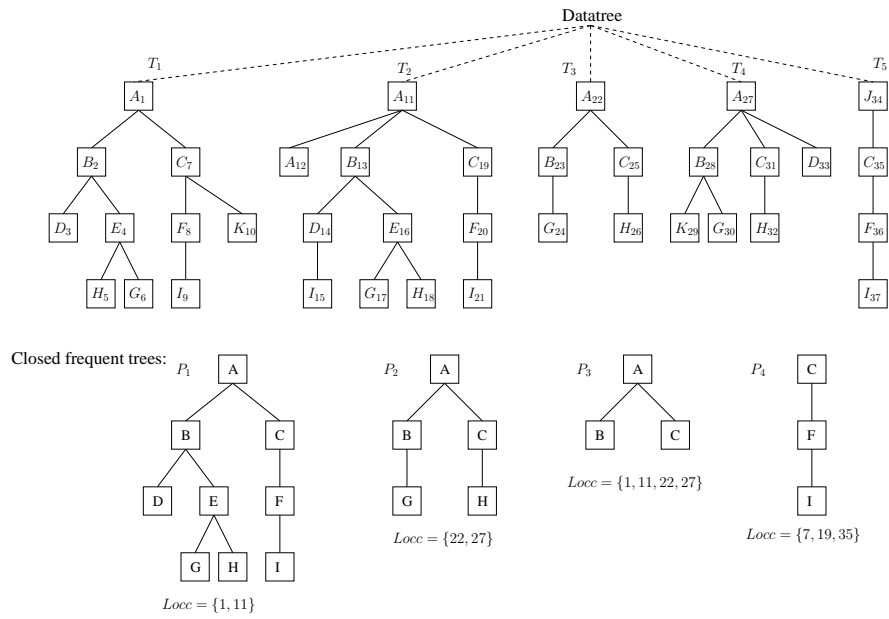 Datatree
T1 T2 T3 T4 T5
A1 A11 A22 A27 J34
B2 C7 A12 B13 C19 B23 C25 B28 C31 D33 C35
D3 E4 F8 K10 D14 E16 F20 G24 H26 K29 G30 H32 F36
H5 G6 I9 I15 G17 H18 I21 I37
Closed frequent trees: P1 A P2 A P3 A P4 C
B C B C B C F
D E F G H I
G H I
Locc = {1, 11}
Locc = {22, 27}
Locc = {1, 11, 22, 27}
Locc = {7, 19, 35}